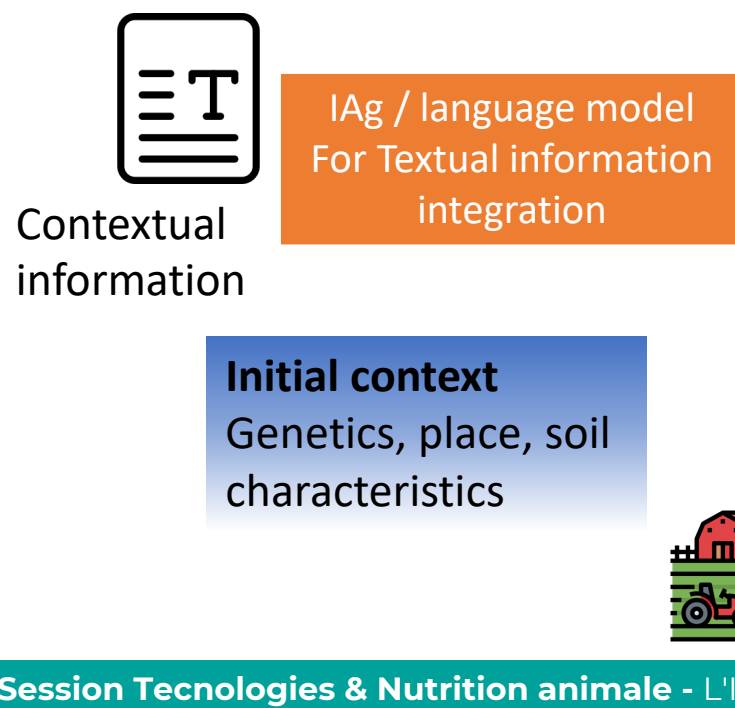 IAg / language model
For Textual information
integration
Contextual
information
Initial context
Genetics, place, soil
characteristics
Session Tecnologies & Nutrition animale -